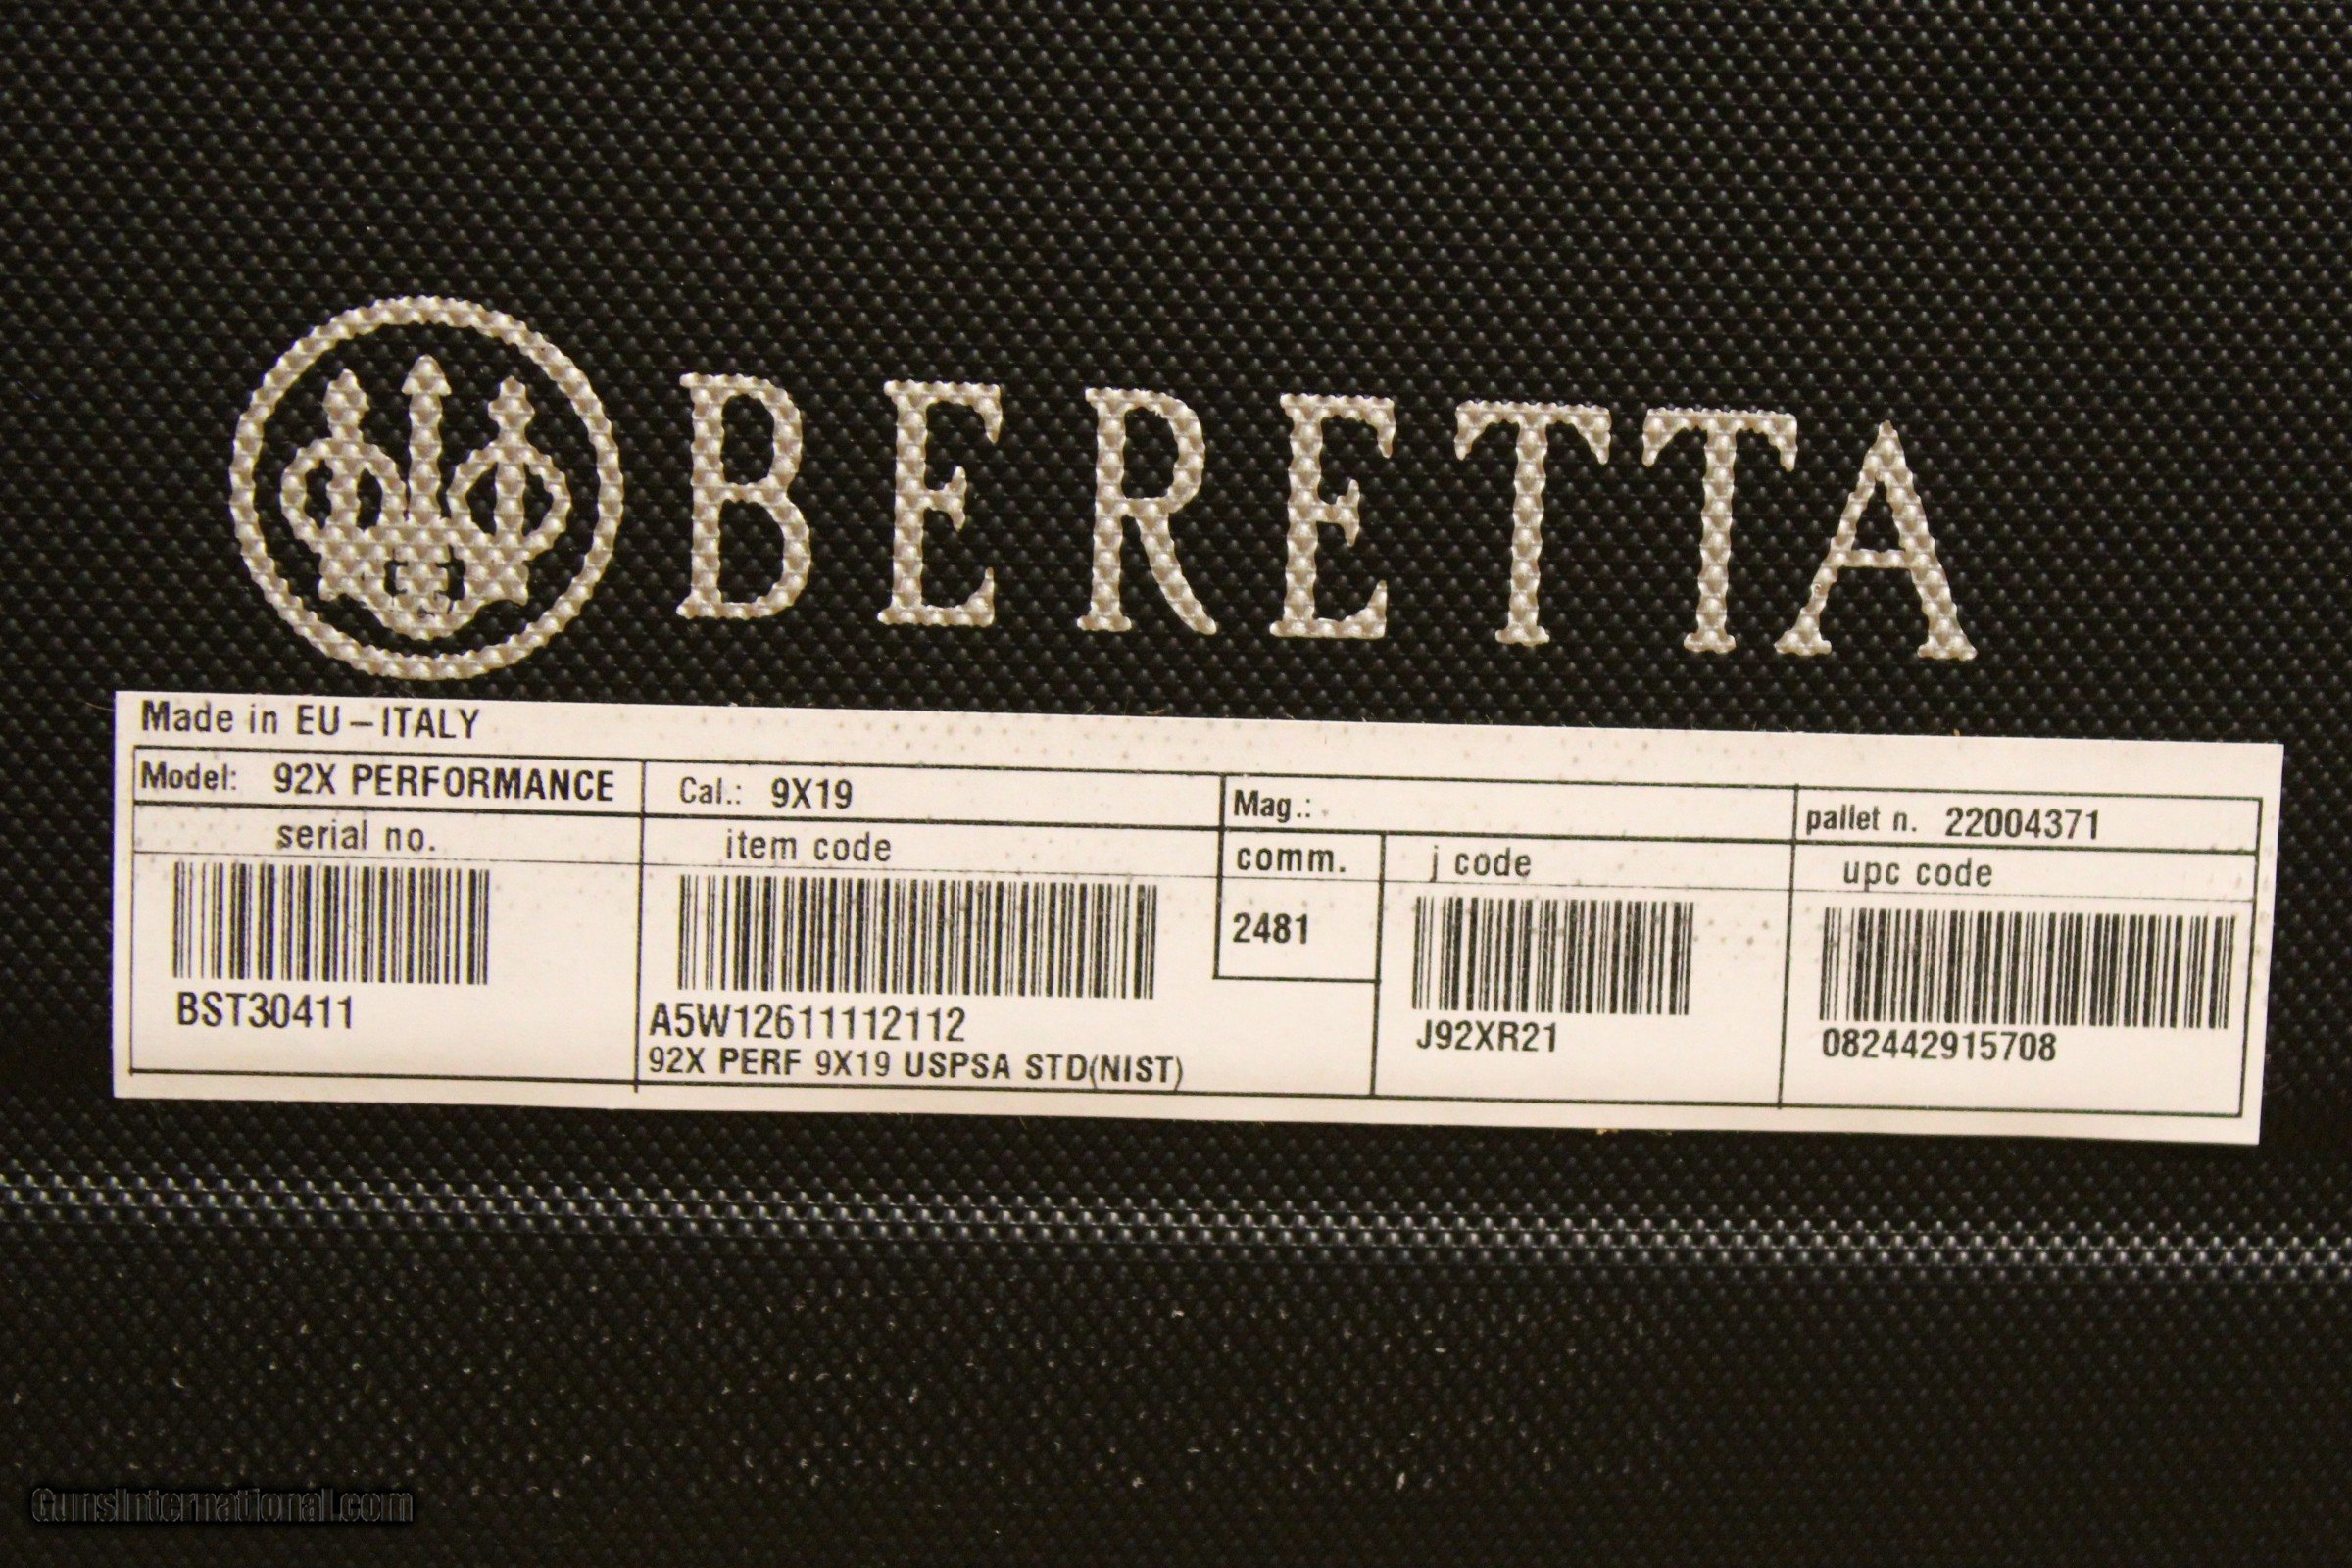 BERETTA
Made in EU-ITALY
Model: 92X PERFORMANCE
Cal.: 9X19
Mag.:
pallet n. 22004371
serial no.
item code
comm.
j code
upc code
2481
BST30411
A5W12611112112
J92XR21
082442915708
92X PERF 9X19 USPSA STD(NIST)
GunsInternational.com